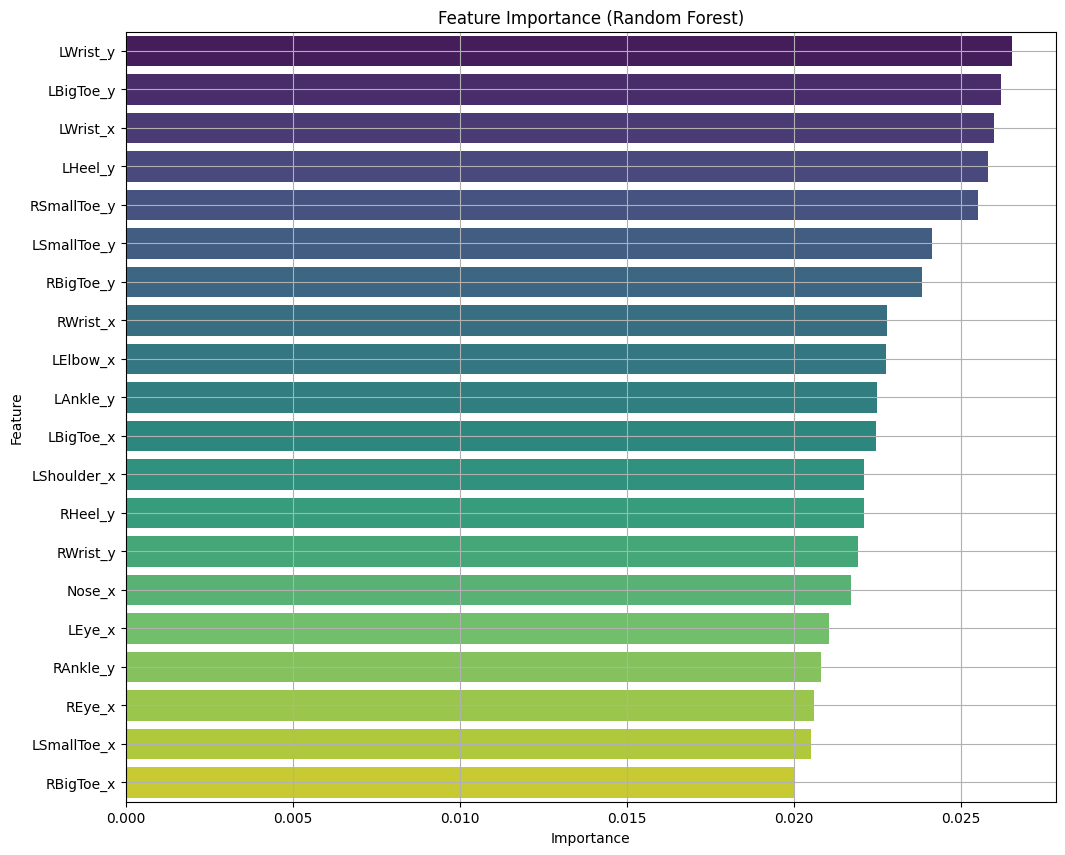 Feature Importance (Random Forest)
LWrist_y
LBigToe_y
LWrist_x
LHeel_y
RSmallToe_y
LSmallToe_y
RBigToe_y
RWrist_x
LElbow_x
LAnkle_y
LBigToe_x
LShoulder_x
RHeel_y
RWrist_y
Nose_x
LEye_x
RAnkle_y
REye_x
LSmallToe_x
RBigToe_x
Feature
0.000 0.005 0.010 0.015 0.020 0.025
Importance